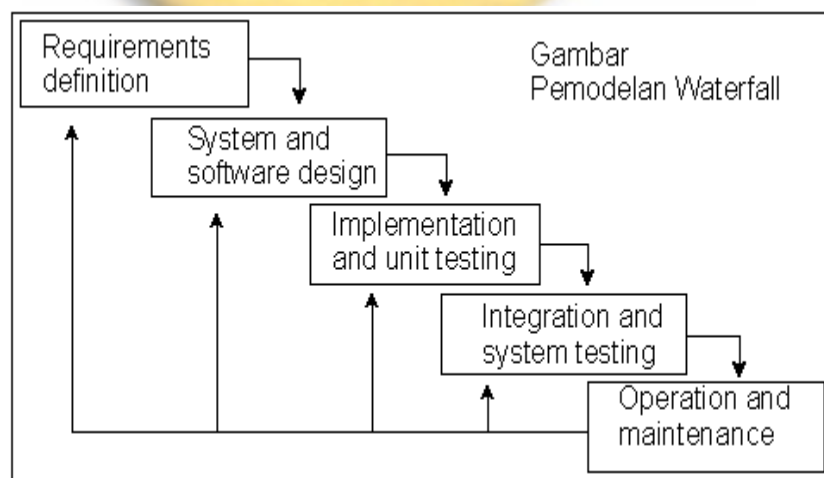 Requirements
definition
Gambar
Pemodelan Waterfall
System and
software design
Implementation
and unit testing
Integration and
system testing
Operation and
maintenance